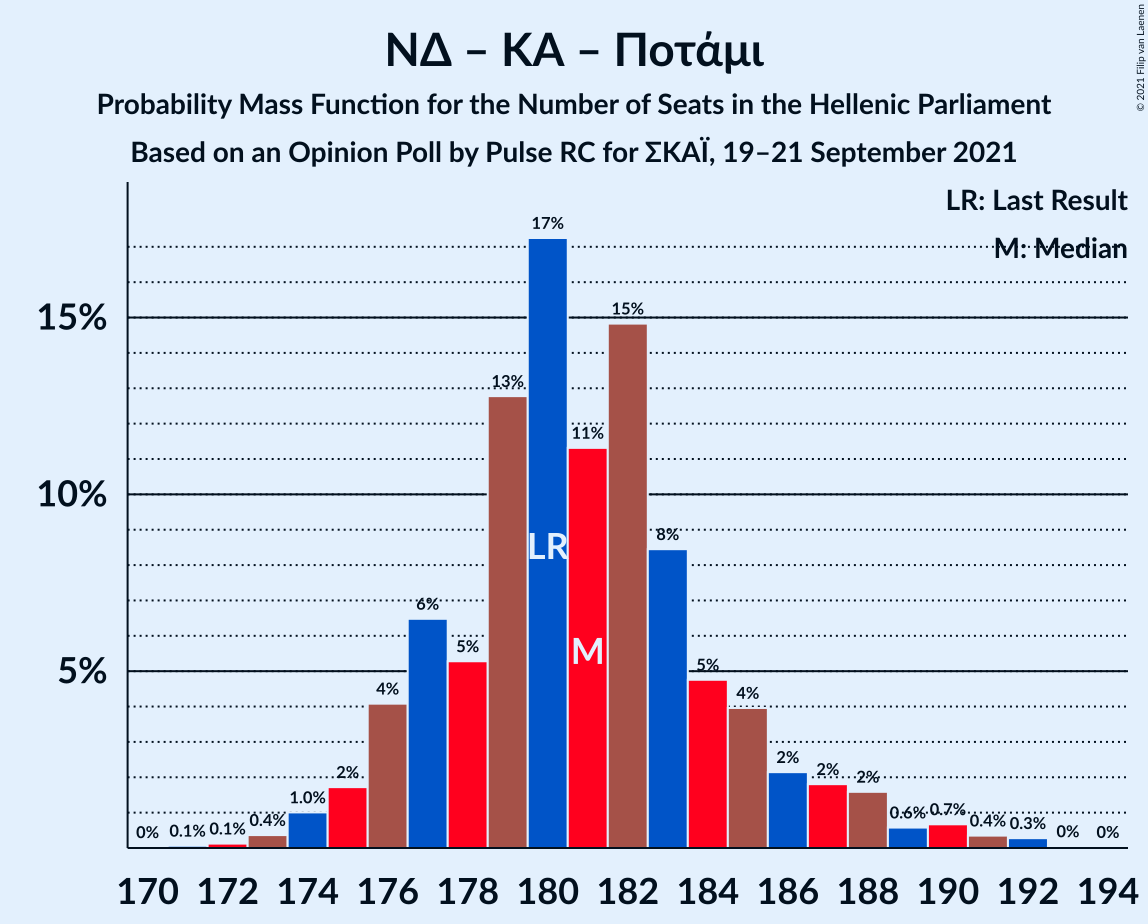 ΝΔ – ΚΑ – Ποτάμι
Probability Mass Function for the Number of Seats in the Hellenic Parliament
Based on an Opinion Poll by Pulse RC for ΣΚΑΪ, 19–21 September 2021
© 2021 Filip van Laenen
LR: Last Result
M: Median
15%
10%
5%
0% 0.1% 0.1% 0.4% 1.0% 2% 4% 6% 5% 13% 17% 11% 15% 8% 5% 4% 2% 2% 2% 0.6% 0.7% 0.4% 0.3% 0% 0%
LR
M
170 172 174 176 178 180 182 184 186 188 190 192 194